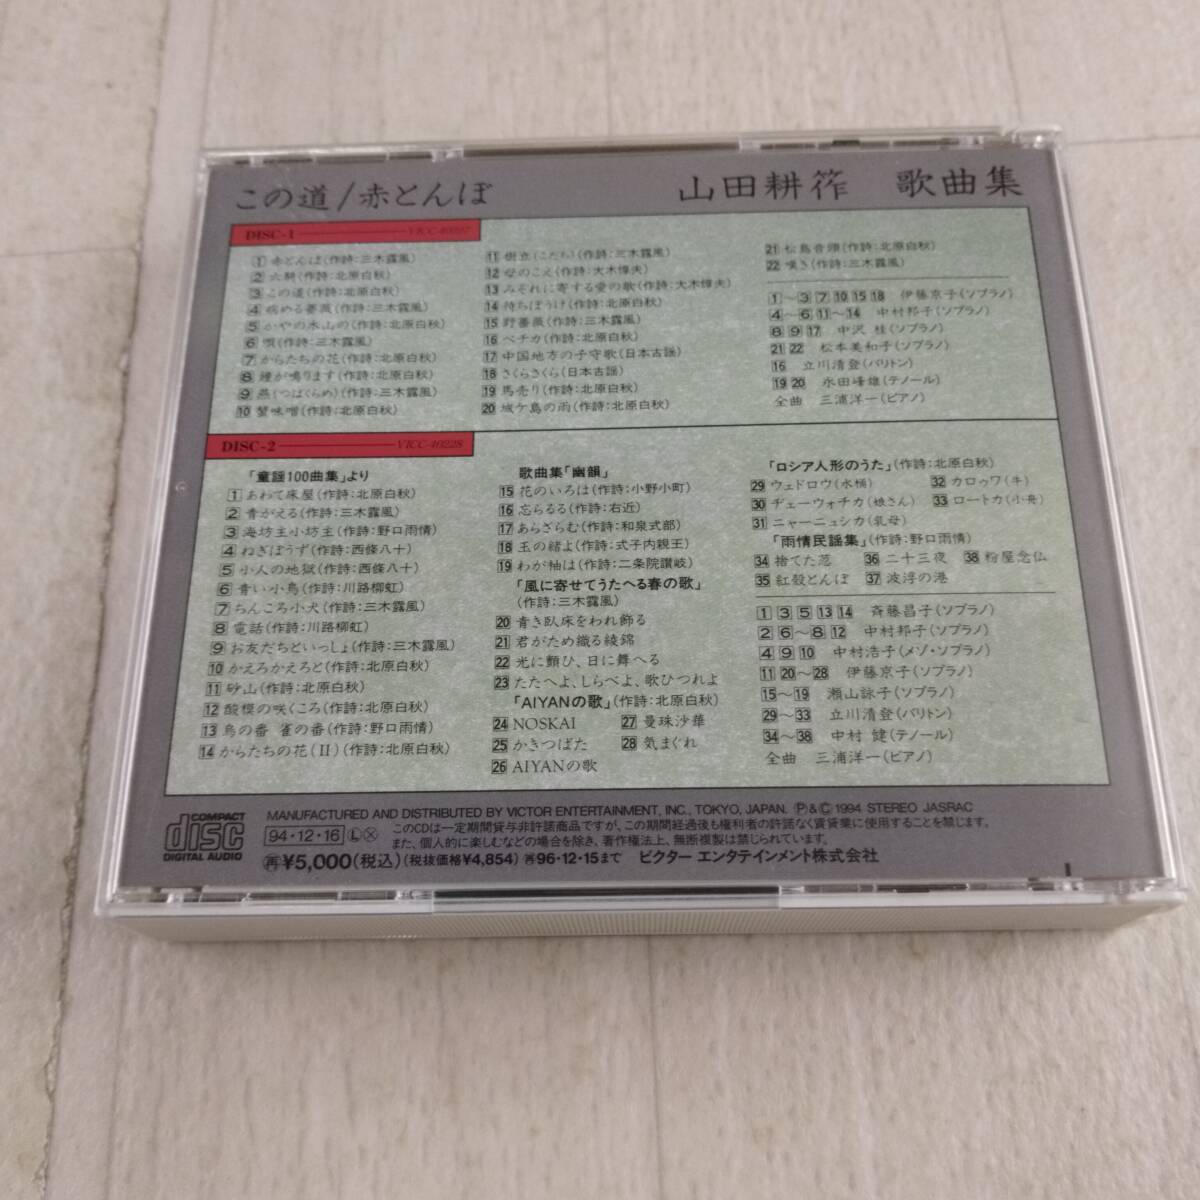 この道/赤とんぼ
山田耕筰 歌曲集
DISC-1 VICC-40227
1 赤とんぼ(作詩:三木露風)
2 六騎(作詩:北原白秋)
3 この道(作詩:北原白秋)
4 病める薔薇(作詩:三木露風)
5 かやの木山の(作詩:北原白秋)
6 唄(作詩:三木露風)
7 からたちの花(作詩:北原白秋)
8 鐘が鳴ります(作詩:北原白秋)
9 燕(つばくらめ)(作詩:三木露風)
10 蟹味噌(作詩:北原白秋)
11 樹立(こだち)(作詩:三木露風)
12 母のこえ(作詩:大木惇夫)
13 みぞれに寄する愛の歌(作詩:大木惇夫)
14 待ちぼうけ(作詩:北原白秋)
15 野薔薇(作詩:三木露風)
16 ペチカ(作詩:北原白秋)
17 中国地方の子守歌(日本古謡)
18 さくらさくら(日本古謡)
19 馬売り(作詩:北原白秋)
20 城ケ島の雨(作詩:北原白秋)
21 松島音頭(作詩:北原白秋)
22 嘆き(作詩:三木露風)
1～3 7 10 15 18 伊藤京子(ソプラノ)
4～6 11～14 中村邦子(ソプラノ)
8 9 17 中沢 桂(ソプラノ)
21 22 松本美和子(ソプラノ)
16 立川清登(バリトン)
19 20 永田峰雄(テノール)
全曲 三浦洋一(ピアノ)
DISC-2 VICC-40228
「童謡100曲集」より
1 あわて床屋(作詩:北原白秋)
2 青がえる(作詩:三木露風)
3 海坊主小坊主(作詩:野口雨情)
4 ねぎぼうず(作詩:西條八十)
5 小人の地獄(作詩:西條八十)
6 青い小鳥(作詩:川路柳虹)
7 ちんころ小犬(作詩:三木露風)
8 電話(作詩:川路柳虹)
9 お友だちといっしょ(作詩:三木露風)
10 かえろかえろと(作詩:北原白秋)
11 砂山(作詩:北原白秋)
12 酸模の咲くころ(作詩:北原白秋)
13 烏の番 雀の番(作詩:野口雨情)
14 からたちの花(II)(作詩:北原白秋)
歌曲集「幽韻」
15 花のいろは(作詩:小野小町)
16 忘らるる(作詩:右近)
17 あらざらむ(作詩:和泉式部)
18 玉の緒よ(作詩:式子内親王)
19 わが袖は(作詩:二条院讃岐)
「風に寄せてうたへる春の歌」
(作詩:三木露風)
20 青き臥床をわれ飾る
21 君がため織る綾錦
22 光に顫ひ、日に舞へる
23 たたへよ、しらべよ、歌ひつれよ
「AIYANの歌」(作詩:北原白秋)
24 NOSKAI 27 曼珠沙華
25 かきつばた 28 気まぐれ
26 AIYANの歌
「ロシア人形のうた」(作詩:北原白秋)
29 ウェドロウ(水桶) 32 カロゥワ(牛)
30 ヂェーウォチカ(娘さん) 33 ロートカ(小舟)
31 ニャーニュシカ(乳母)
「雨情民謡集」(作詩:野口雨情)
34 捨てた葱 36 二十三夜 38 粉屋念仏
35 紅殻とんぼ 37 波浮の港
1 3 5 13 14 斉藤昌子(ソプラノ)
2 6～8 12 中村邦子(ソプラノ)
4 9 10 中村浩子(メゾ・ソプラノ)
11 20～28 伊藤京子(ソプラノ)
15～19 瀬山詠子(ソプラノ)
29～33 立川清登(バリトン)
34～38 中村 健(テノール)
全曲 三浦洋一(ピアノ)
COMPACT disc DIGITAL AUDIO
MANUFACTURED AND DISTRIBUTED BY VICTOR ENTERTAINMENT, INC., TOKYO, JAPAN. Ⓟ&Ⓒ 1994 STEREO JASRAC
94・12・16 Ⓛ このCDは一定期間貸与非許諾商品ですが、この期間経過後も権利者の許諾なく賃貸業に使用することを禁じます。
また、個人的に楽しむなどの場合を除き、著作権法上、無断複製は禁じられています。
再¥5,000(税込)(税抜価格¥4,854) 再96・12・15まで ビクター エンタテインメント株式会社